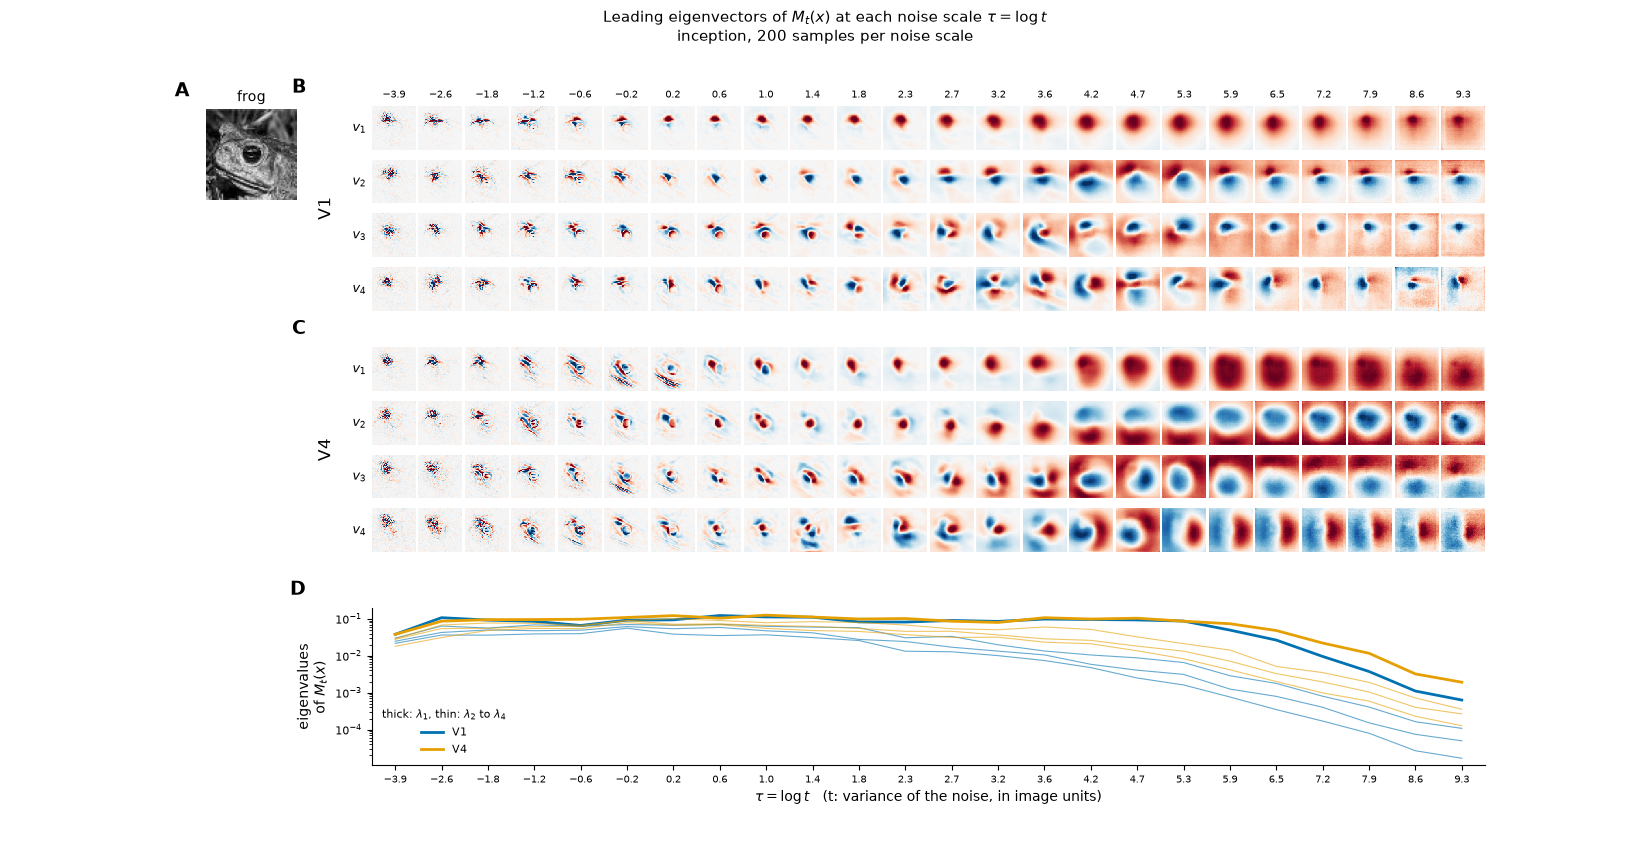 Leading eigenvectors of Mₜ(x) at each noise scale τ = log t
inception, 200 samples per noise scale
A
frog
B
−3.9 −2.6 −1.8 −1.2 −0.6 −0.2 0.2 0.6 1.0 1.4 1.8 2.3 2.7 3.2 3.6 4.2 4.7 5.3 5.9 6.5 7.2 7.9 8.6 9.3
V1
v₁
v₂
v₃
v₄
C
V4
v₁
v₂
v₃
v₄
D
eigenvalues
of Mₜ(x)
10⁻¹
10⁻²
10⁻³
10⁻⁴
thick: λ₁, thin: λ₂ to λ₄
V1
V4
−3.9 −2.6 −1.8 −1.2 −0.6 −0.2 0.2 0.6 1.0 1.4 1.8 2.3 2.7 3.2 3.6 4.2 4.7 5.3 5.9 6.5 7.2 7.9 8.6 9.3
τ = log t (t: variance of the noise, in image units)